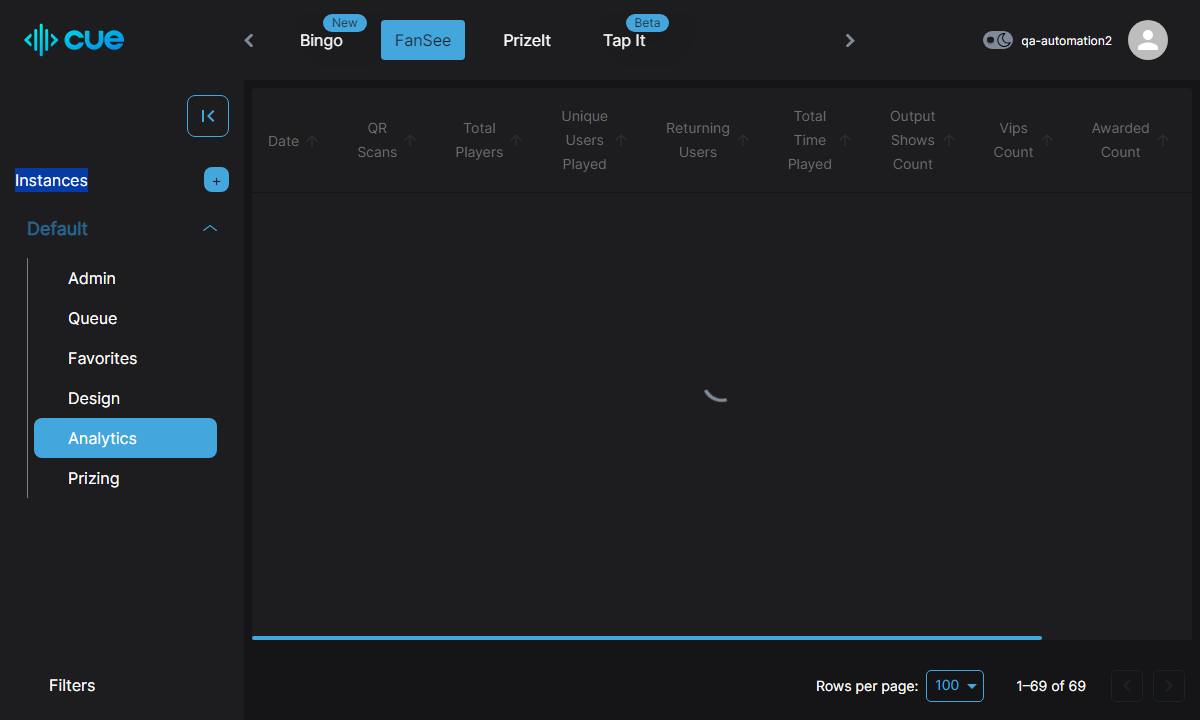 cue
New
Bingo
FanSee
PrizeIt
Beta
Tap It
qa-automation2
Instances
+
Default
Admin
Queue
Favorites
Design
Analytics
Prizing
Filters
Date
QR
Scans
Total
Players
Unique
Users
Played
Returning
Users
Total
Time
Played
Output
Shows
Count
Vips
Count
Awarded
Count
Rows per page:
100
1–69 of 69